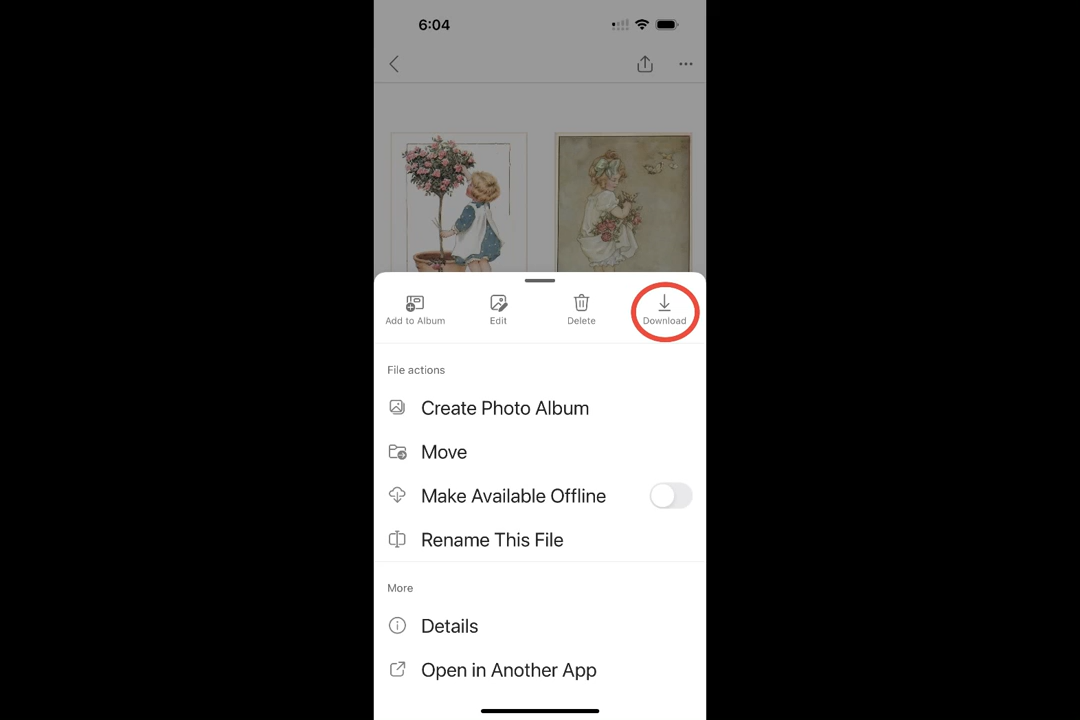 6:04
Add to Album
Edit
Delete
Download
File actions
Create Photo Album
Move
Make Available Offline
Rename This File
More
Details
Open in Another App